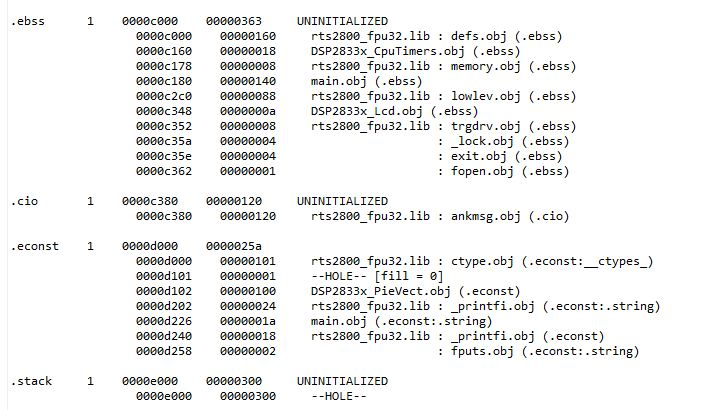 .ebss 1 0000c000 00000363 UNINITIALIZED
0000c000 00000160 rts2800_fpu32.lib : defs.obj (.ebss)
0000c160 00000018 DSP2833x_CpuTimers.obj (.ebss)
0000c178 00000008 rts2800_fpu32.lib : memory.obj (.ebss)
0000c180 00000140 main.obj (.ebss)
0000c2c0 00000088 rts2800_fpu32.lib : lowlev.obj (.ebss)
0000c348 0000000a DSP2833x_Lcd.obj (.ebss)
0000c352 00000008 rts2800_fpu32.lib : trgdrv.obj (.ebss)
0000c35a 00000004 : _lock.obj (.ebss)
0000c35e 00000004 : exit.obj (.ebss)
0000c362 00000001 : fopen.obj (.ebss)
.cio 1 0000c380 00000120 UNINITIALIZED
0000c380 00000120 rts2800_fpu32.lib : ankmsg.obj (.cio)
.econst 1 0000d000 0000025a
0000d000 00000101 rts2800_fpu32.lib : ctype.obj (.econst:__ctypes_)
0000d101 00000001 --HOLE-- [fill = 0]
0000d102 00000100 DSP2833x_PieVect.obj (.econst)
0000d202 00000024 rts2800_fpu32.lib : _printfi.obj (.econst:.string)
0000d226 0000001a main.obj (.econst:.string)
0000d240 00000018 rts2800_fpu32.lib : _printfi.obj (.econst)
0000d258 00000002 : fputs.obj (.econst:.string)
.stack 1 0000e000 00000300 UNINITIALIZED
0000e000 00000300 --HOLE--